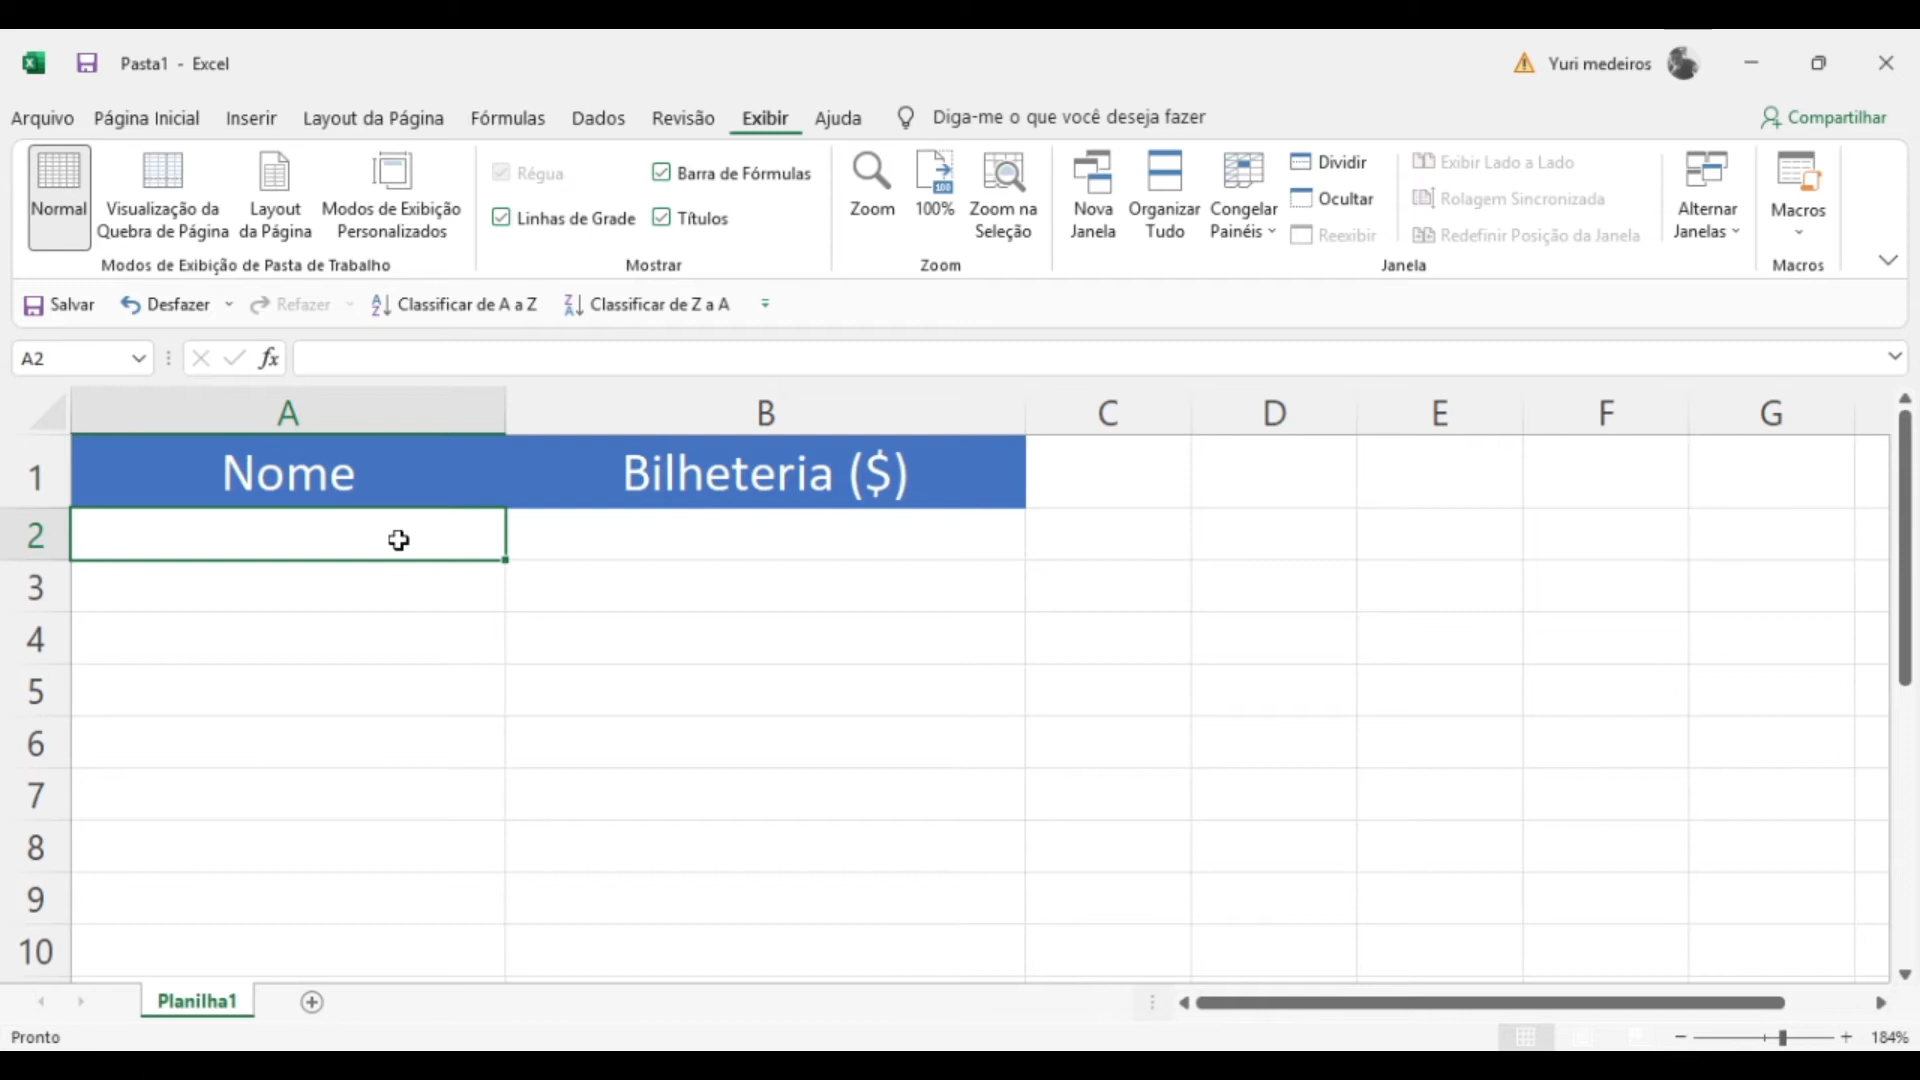 Pasta1 - Excel
Yuri medeiros
Arquivo Página Inicial Inserir Layout da Página Fórmulas Dados Revisão Exibir Ajuda Diga-me o que você deseja fazer Compartilhar
Normal
Visualização da
Quebra de Página
Layout
da Página
Modos de Exibição
Personalizados
Modos de Exibição de Pasta de Trabalho
Régua
Barra de Fórmulas
Linhas de Grade
Títulos
Mostrar
Zoom
100
100%
Zoom na
Seleção
Zoom
Nova
Janela
Organizar
Tudo
Congelar
Painéis
Dividir
Ocultar
Reexibir
Exibir Lado a Lado
Rolagem Sincronizada
Redefinir Posição da Janela
Janela
Alternar
Janelas
Macros
Macros
Salvar Desfazer Refazer Classificar de A a Z Classificar de Z a A
A2 fx
A B C D E F G
1 Nome Bilheteria ($)
2
3
4
5
6
7
8
9
10
Planilha1
Pronto
184%